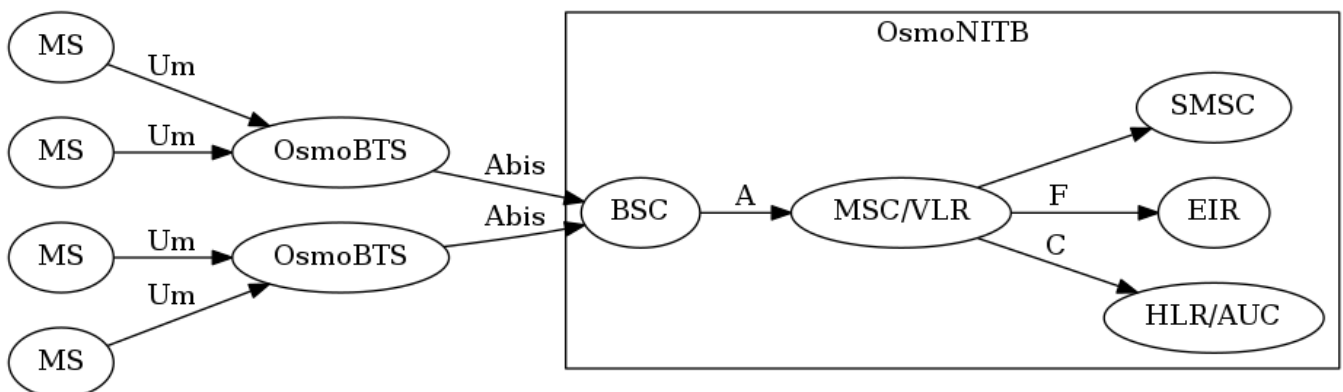 OsmoNITB
MS
Um
SMSC
MS
Um
OsmoBTS
Abis
BSC
A
MSC/VLR
F
EIR
Abis
MS
Um
OsmoBTS
C
Um
HLR/AUC
MS